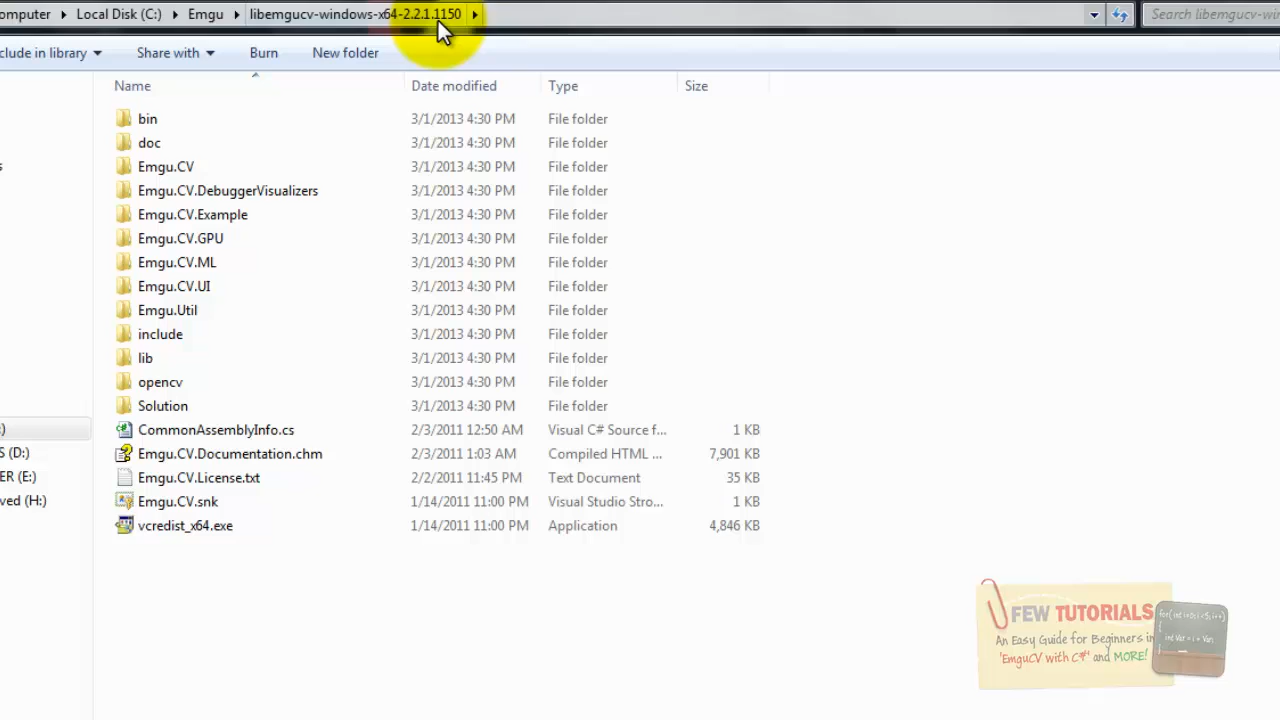 omputer Local Disk (C:) Emgu libemgucv-windows-x64-2.2.1.1150 Search libemgucv-win
clude in library Share with Burn New folder
Name Date modified Type Size
bin 3/1/2013 4:30 PM File folder
doc 3/1/2013 4:30 PM File folder
s Emgu.CV 3/1/2013 4:30 PM File folder
Emgu.CV.DebuggerVisualizers 3/1/2013 4:30 PM File folder
Emgu.CV.Example 3/1/2013 4:30 PM File folder
Emgu.CV.GPU 3/1/2013 4:30 PM File folder
Emgu.CV.ML 3/1/2013 4:30 PM File folder
Emgu.CV.UI 3/1/2013 4:30 PM File folder
Emgu.Util 3/1/2013 4:30 PM File folder
include 3/1/2013 4:30 PM File folder
lib 3/1/2013 4:30 PM File folder
opencv 3/1/2013 4:30 PM File folder
Solution 3/1/2013 4:30 PM File folder
:) CommonAssemblyInfo.cs 2/3/2011 12:50 AM Visual C# Source f... 1 KB
S (D:) Emgu.CV.Documentation.chm 2/3/2011 1:03 AM Compiled HTML ... 7,901 KB
ER (E:) Emgu.CV.License.txt 2/2/2011 11:45 PM Text Document 35 KB
ved (H:) Emgu.CV.snk 1/14/2011 11:00 PM Visual Studio Stro... 1 KB
vcredist_x64.exe 1/14/2011 11:00 PM Application 4,846 KB
FEW TUTORIALS
An Easy Guide for Beginners in
'EmguCV with C#' and MORE!
for(int i=0;i<5;i++)
{
int Var = i + Var;